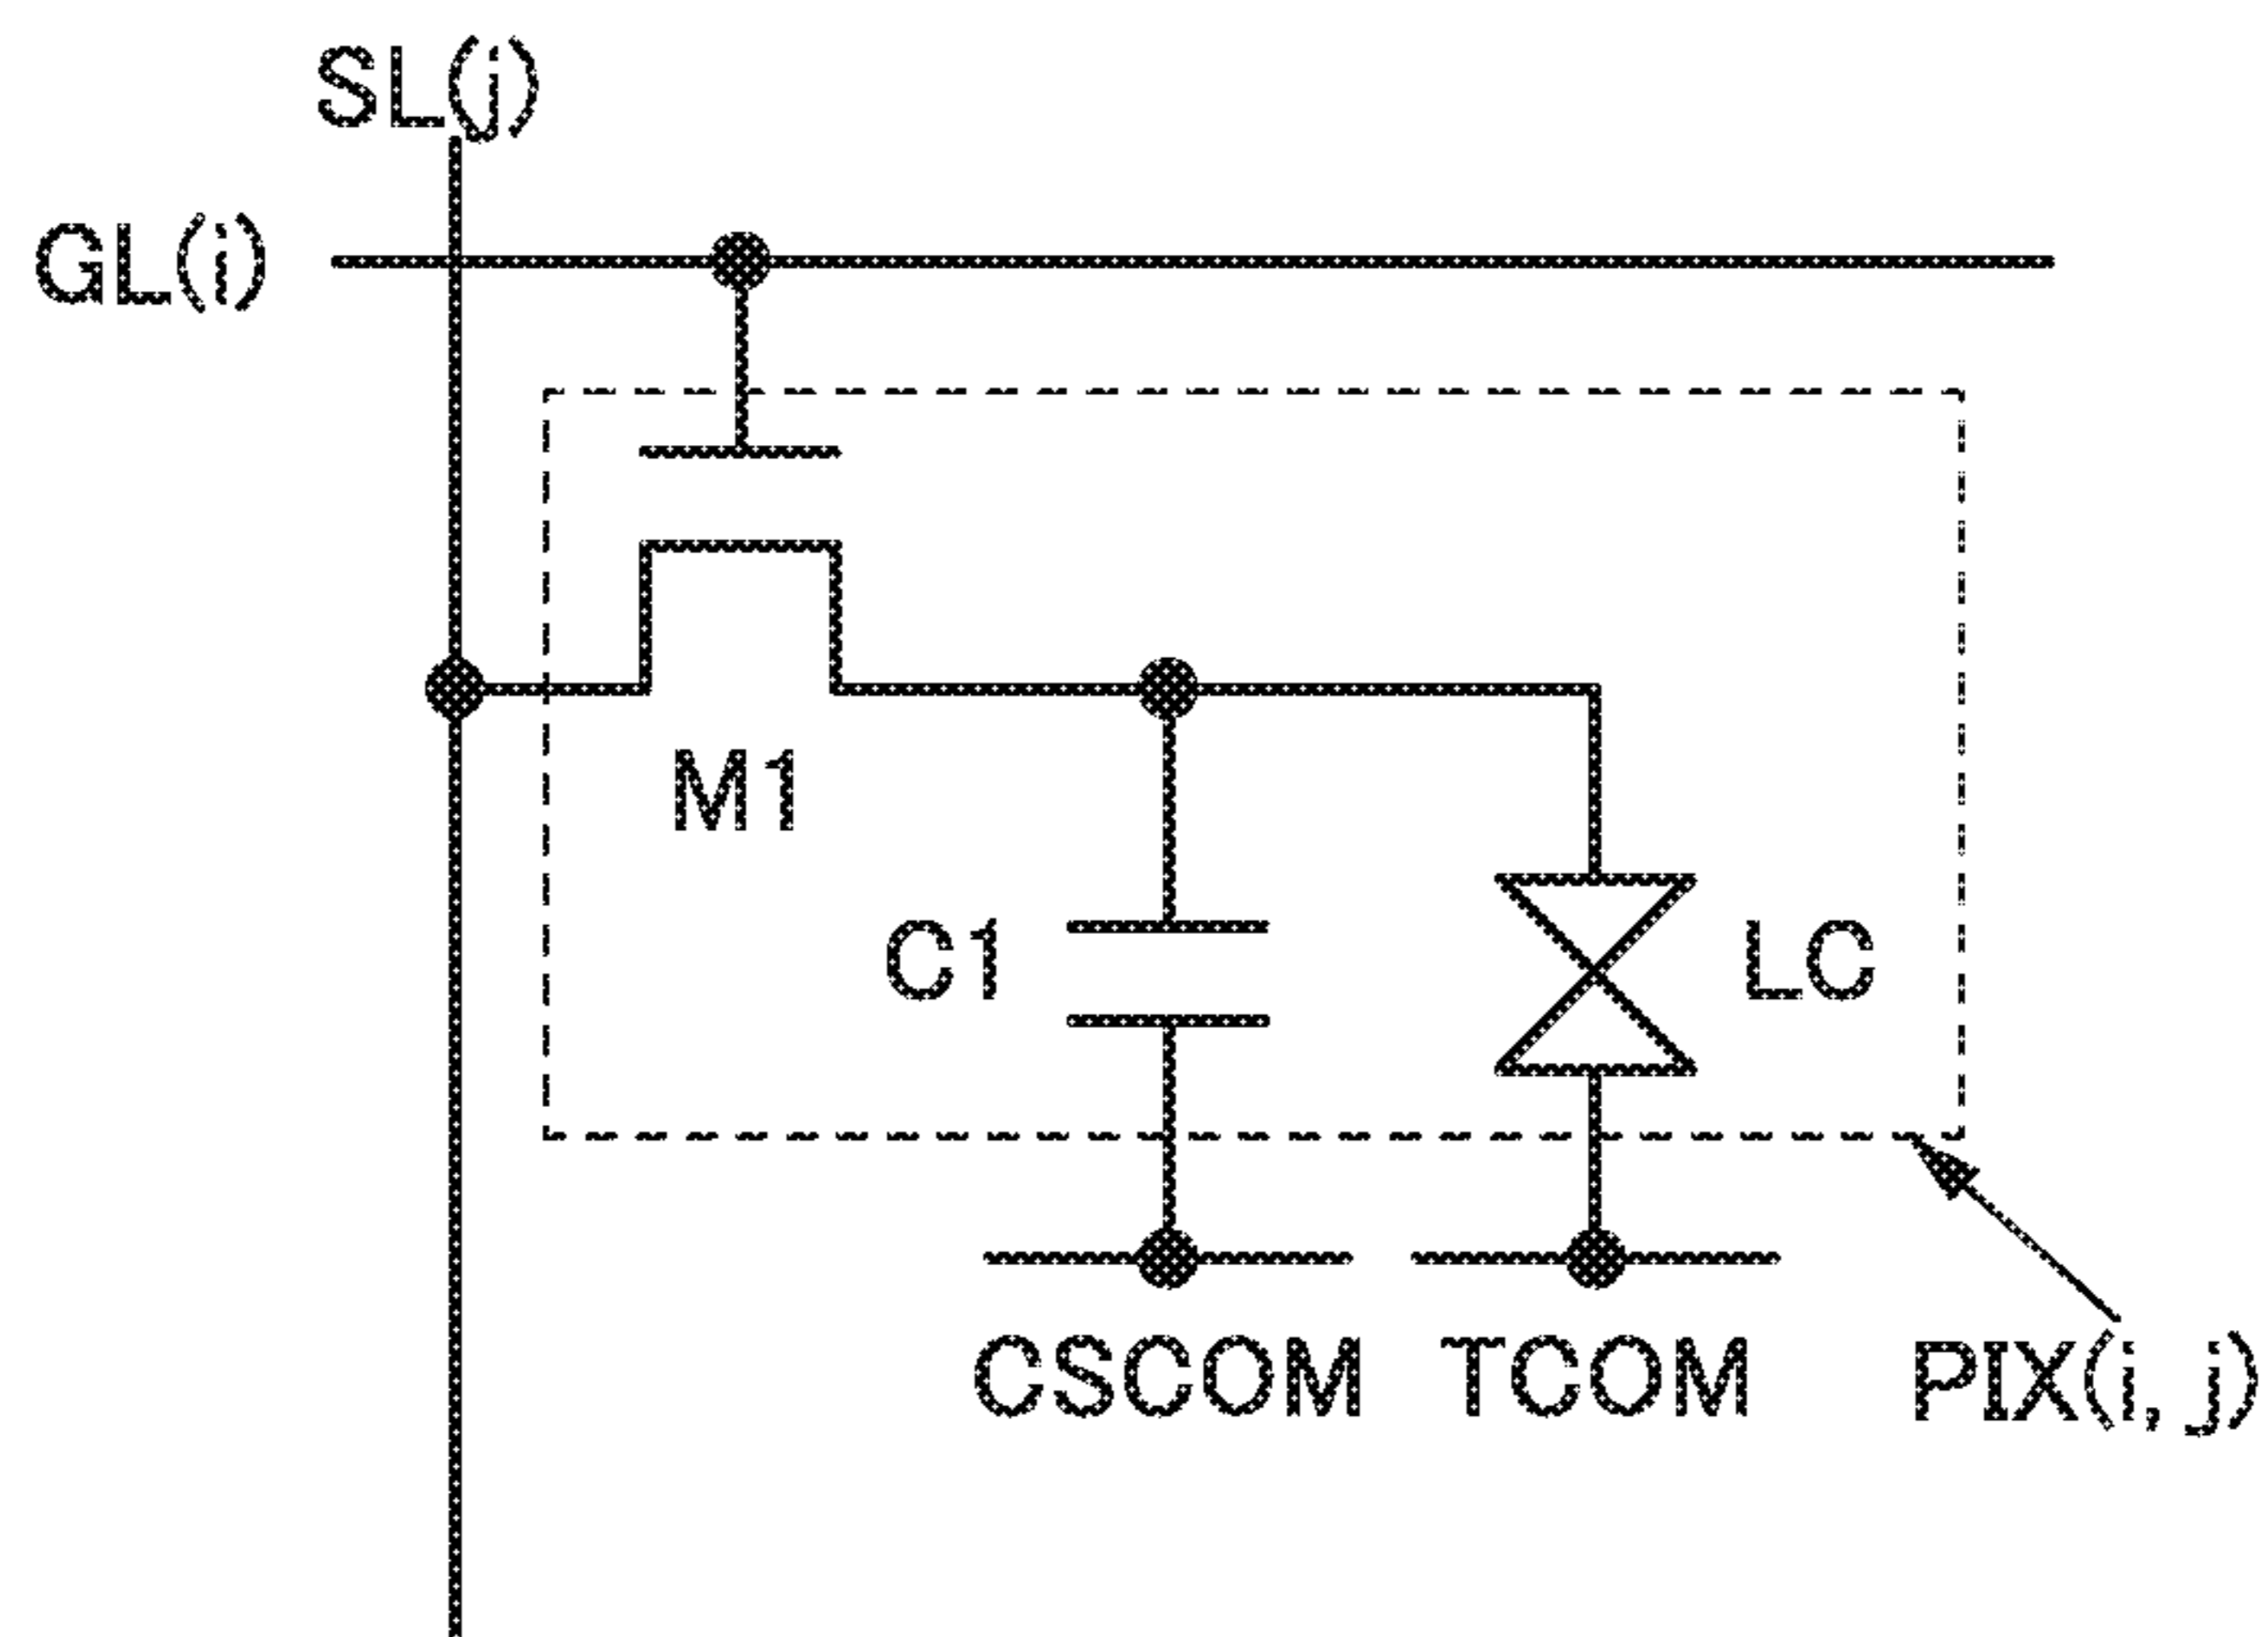 SL(j)
GL(i)
M1
C1
LC
CSCOM
TCOM
PIX(i, j)